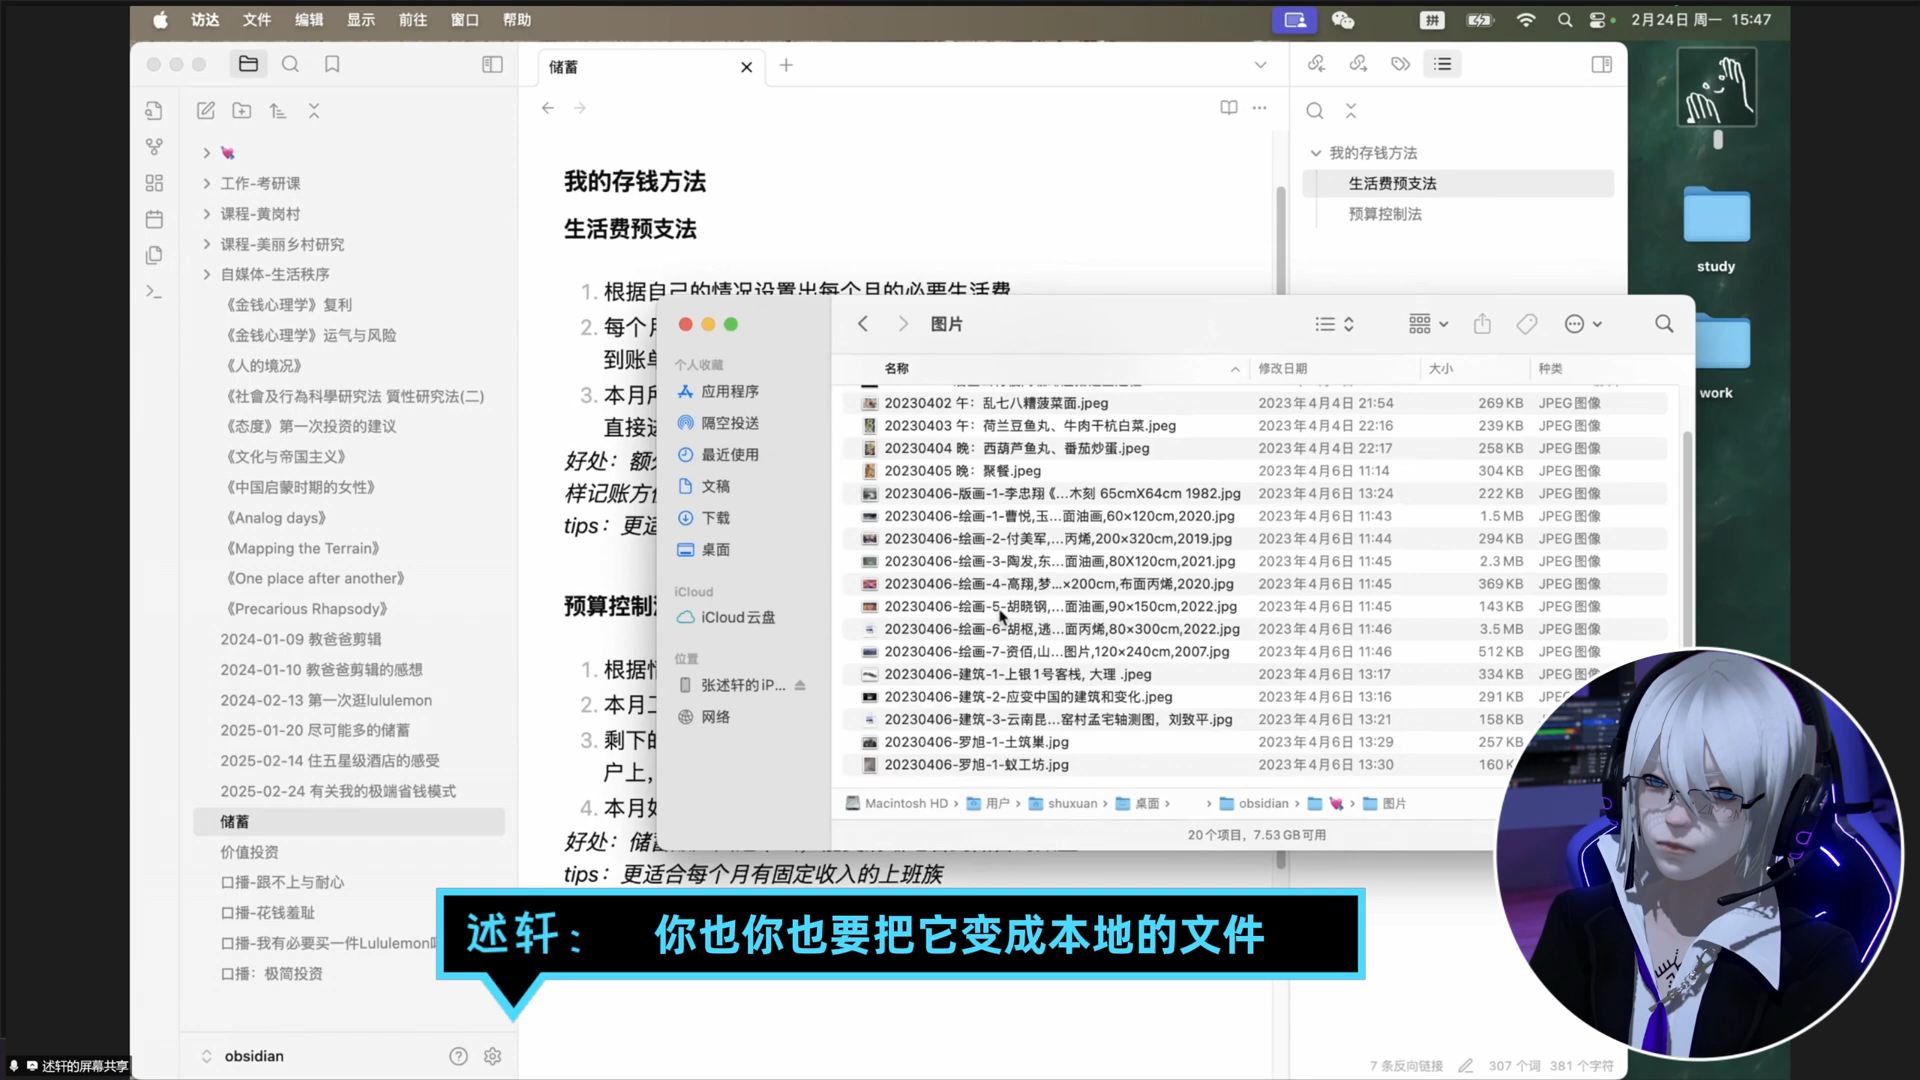 访达 文件 编辑 显示 前往 窗口 帮助
拼
2月24日 周一 15:47
储蓄
工作-考研课
课程-黄岗村
课程-美丽乡村研究
自媒体-生活秩序
《金钱心理学》复利
《金钱心理学》运气与风险
《人的境况》
《社會及行為科學研究法 質性研究法(二)
《态度》第一次投资的建议
《文化与帝国主义》
《中国启蒙时期的女性》
《Analog days》
《Mapping the Terrain》
《One place after another》
《Precarious Rhapsody》
2024-01-09 教爸爸剪辑
2024-01-10 教爸爸剪辑的感想
2024-02-13 第一次逛lululemon
2025-01-20 尽可能多的储蓄
2025-02-14 住五星级酒店的感受
2025-02-24 有关我的极端省钱模式
储蓄
价值投资
口播-跟不上与耐心
口播-花钱羞耻
口播-我有必要买一件Lululemon
口播：极简投资
obsidian
我的存钱方法
生活费预支法
1. 根据自己的情况设置出每个月的必要生活费
2. 每个月
到账单
3. 本月所
直接
好处：额
样记账方
tips：更适
预算控制
1. 根据
2. 本月
3. 剩下的
户上，
4. 本月
好处：储
tips：更适合每个月有固定收入的上班族
我的存钱方法
生活费预支法
预算控制法
7 条反向链接 307 个词 381 个字符
study
work
个人收藏
应用程序
隔空投送
最近使用
文稿
下载
桌面
iCloud
iCloud 云盘
位置
张述轩的iP...
网络
图片
名称 修改日期 大小 种类
20230402 午：乱七八糟菠菜面.jpeg 2023年4月4日 21:54 269 KB JPEG图像
20230403 午：荷兰豆鱼丸、牛肉干杭白菜.jpeg 2023年4月4日 22:16 239 KB JPEG图像
20230404 晚：西葫芦鱼丸、番茄炒蛋.jpeg 2023年4月4日 22:17 258 KB JPEG图像
20230405 晚：聚餐.jpeg 2023年4月6日 11:14 304 KB JPEG图像
20230406-版画-1-李忠翔《...木刻 65cmX64cm 1982.jpg 2023年4月6日 13:24 222 KB JPEG图像
20230406-绘画-1-曹悦,玉...面油画,60×120cm,2020.jpg 2023年4月6日 11:43 1.5 MB JPEG图像
20230406-绘画-2-付美军,...丙烯,200×320cm,2019.jpg 2023年4月6日 11:44 294 KB JPEG图像
20230406-绘画-3-陶发,东...面油画,80X120cm,2021.jpg 2023年4月6日 11:45 2.3 MB JPEG图像
20230406-绘画-4-高翔,梦...×200cm,布面丙烯,2020.jpg 2023年4月6日 11:45 369 KB JPEG图像
20230406-绘画-5-胡晓钢,...面油画,90×150cm,2022.jpg 2023年4月6日 11:45 143 KB JPEG图像
20230406-绘画-6-胡枢,逃...面丙烯,80×300cm,2022.jpg 2023年4月6日 11:46 3.5 MB JPEG图像
20230406-绘画-7-资佰,山...图片,120×240cm,2007.jpg 2023年4月6日 11:46 512 KB JPEG图像
20230406-建筑-1-上银1号客栈, 大理 .jpeg 2023年4月6日 13:17 334 KB JPEG图像
20230406-建筑-2-应变中国的建筑和变化.jpeg 2023年4月6日 13:16 291 KB JPEG
20230406-建筑-3-云南昆...窑村孟宅轴测图，刘致平.jpg 2023年4月6日 13:21 158 KB JPEG
20230406-罗旭-1-土筑巢.jpg 2023年4月6日 13:29 257 KB
20230406-罗旭-1-蚁工坊.jpg 2023年4月6日 13:30 160 K
Macintosh HD › 用户 › shuxuan › 桌面 › › obsidian › › 图片
20个项目，7.53 GB可用
述轩： 你也你也要把它变成本地的文件
述轩的屏幕共享